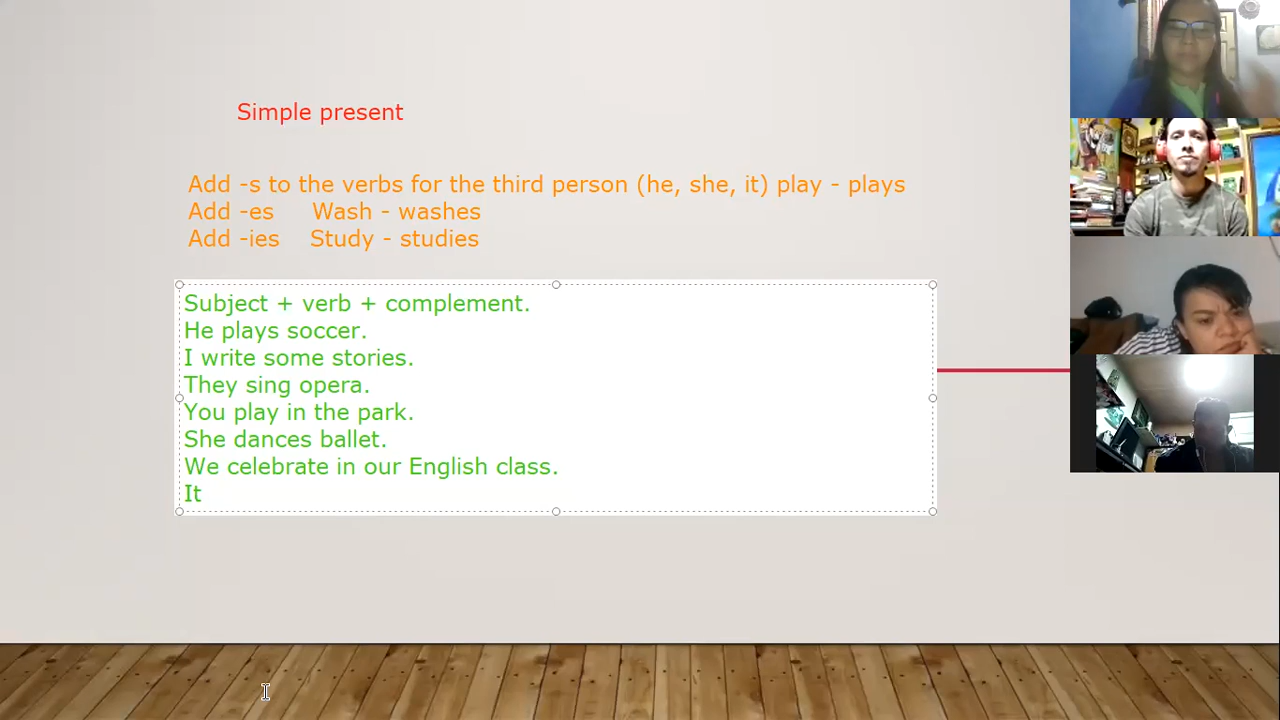 Simple present
Add -s to the verbs for the third person (he, she, it) play - plays
Add -es Wash - washes
Add -ies Study - studies
Subject + verb + complement.
He plays soccer.
I write some stories.
They sing opera.
You play in the park.
She dances ballet.
We celebrate in our English class.
It